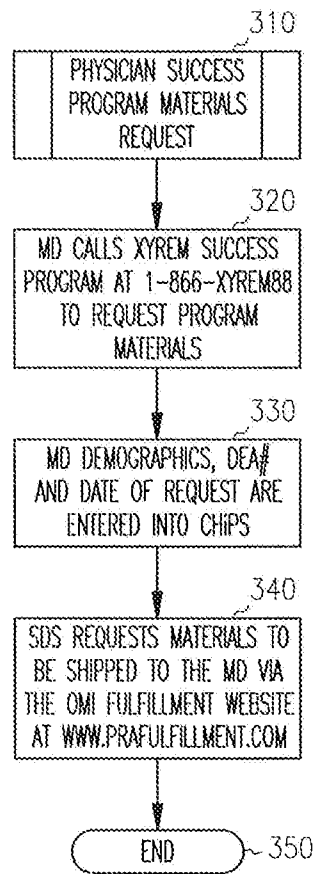 310
PHYSICIAN SUCCESS
PROGRAM MATERIALS
REQUEST
320
MD CALLS XYREM SUCCESS
PROGRAM AT 1-866-XYREM88
TO REQUEST PROGRAM
MATERIALS
330
MD DEMOGRAPHICS, DEA#
AND DATE OF REQUEST ARE
ENTERED INTO CHIPS
340
SDS REQUESTS MATERIALS TO
BE SHIPPED TO THE MD VIA
THE OMI FULFILLMENT WEBSITE
AT WWW.PRAFULFILLMENT.COM
END
350